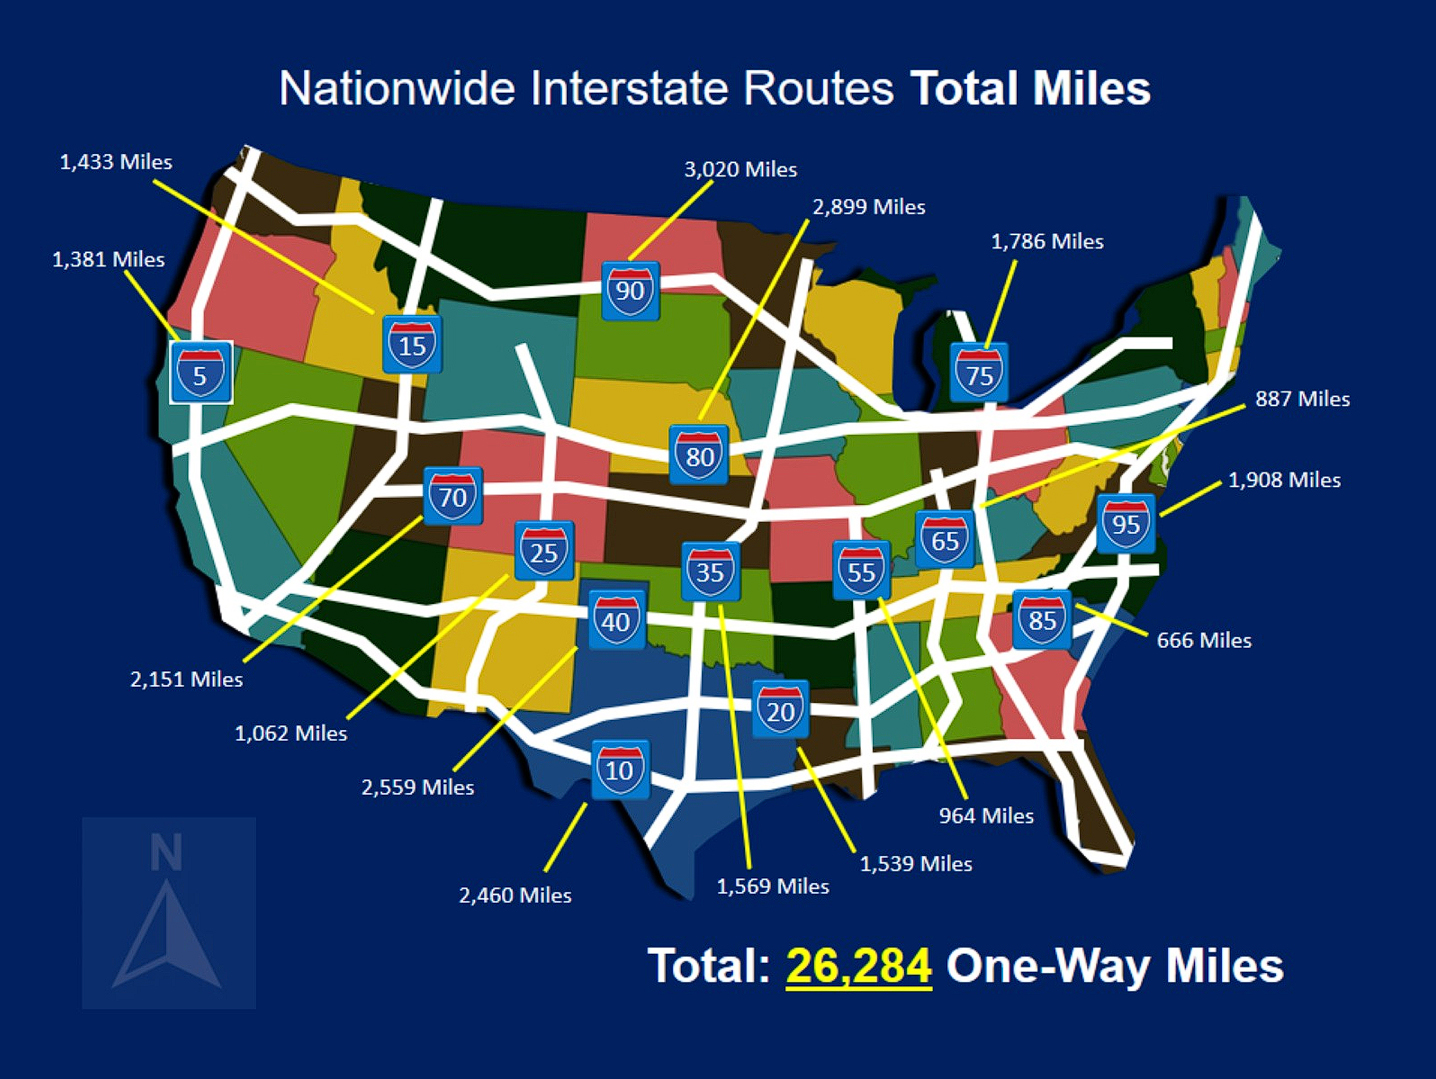 Nationwide Interstate Routes Total Miles
1,433 Miles
3,020 Miles
2,899 Miles
1,786 Miles
1,381 Miles
90
15
5
75
887 Miles
80
70
1,908 Miles
95
25
65
35
55
40
85
666 Miles
2,151 Miles
20
1,062 Miles
10
2,559 Miles
964 Miles
N
1,539 Miles
2,460 Miles
1,569 Miles
Total: 26,284 One-Way Miles